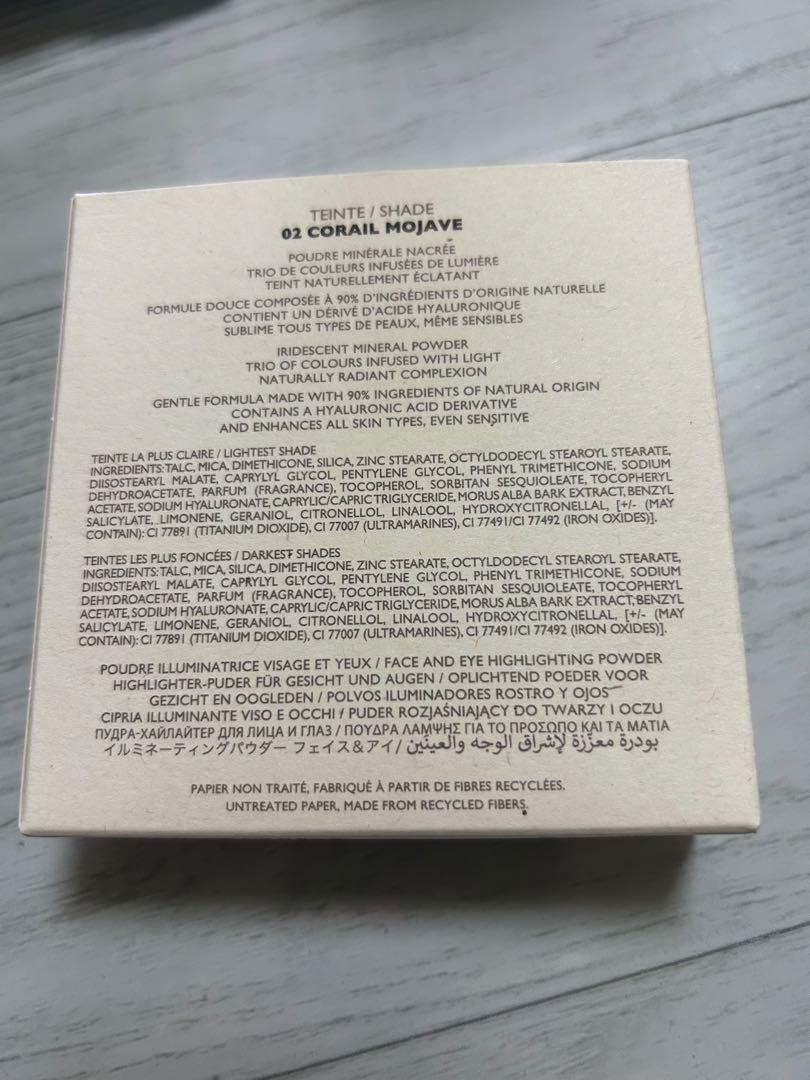 TEINTE / SHADE
02 CORAIL MOJAVE
POUDRE MINÉRALE NACRÉE
TRIO DE COULEURS INFUSÉES DE LUMIÈRE
TEINT NATURELLEMENT ÉCLATANT
FORMULE DOUCE COMPOSÉE À 90% D'INGRÉDIENTS D'ORIGINE NATURELLE
CONTIENT UN DÉRIVÉ D'ACIDE HYALURONIQUE
SUBLIME TOUS TYPES DE PEAUX, MÊME SENSIBLES
IRIDESCENT MINERAL POWDER
TRIO OF COLOURS INFUSED WITH LIGHT
NATURALLY RADIANT COMPLEXION
GENTLE FORMULA MADE WITH 90% INGREDIENTS OF NATURAL ORIGIN
CONTAINS A HYALURONIC ACID DERIVATIVE
AND ENHANCES ALL SKIN TYPES, EVEN SENSITIVE
TEINTE LA PLUS CLAIRE / LIGHTEST SHADE
INGREDIENTS: TALC, MICA, DIMETHICONE, SILICA, ZINC STEARATE, OCTYLDODECYL STEAROYL STEARATE,
DIISOSTEARYL MALATE, CAPRYLYL GLYCOL, PENTYLENE GLYCOL, PHENYL TRIMETHICONE, SODIUM
DEHYDROACETATE, PARFUM (FRAGRANCE), TOCOPHEROL, SORBITAN SESQUIOLEATE, TOCOPHERYL
ACETATE, SODIUM HYALURONATE, CAPRYLIC/CAPRIC TRIGLYCERIDE, MORUS ALBA BARK EXTRACT, BENZYL
SALICYLATE, LIMONENE, GERANIOL, CITRONELLOL, LINALOOL, HYDROXYCITRONELLAL, [+/- (MAY
CONTAIN): CI 77891 (TITANIUM DIOXIDE), CI 77007 (ULTRAMARINES), CI 77491/CI 77492 (IRON OXIDES)].
TEINTES LES PLUS FONCÉES / DARKEST SHADES
INGREDIENTS: TALC, MICA, SILICA, DIMETHICONE, ZINC STEARATE, OCTYLDODECYL STEAROYL STEARATE,
DIISOSTEARYL MALATE, CAPRYLYL GLYCOL, PENTYLENE GLYCOL, PHENYL TRIMETHICONE, SODIUM
DEHYDROACETATE, PARFUM (FRAGRANCE), TOCOPHEROL, SORBITAN SESQUIOLEATE, TOCOPHERYL
ACETATE, SODIUM HYALURONATE, CAPRYLIC/CAPRIC TRIGLYCERIDE, MORUS ALBA BARK EXTRACT, BENZYL
SALICYLATE, LIMONENE, GERANIOL, CITRONELLOL, LINALOOL, HYDROXYCITRONELLAL, [+/- (MAY
CONTAIN): CI 77891 (TITANIUM DIOXIDE), CI 77007 (ULTRAMARINES), CI 77491/CI 77492 (IRON OXIDES)].
POUDRE ILLUMINATRICE VISAGE ET YEUX / FACE AND EYE HIGHLIGHTING POWDER
HIGHLIGHTER-PUDER FÜR GESICHT UND AUGEN / OPLICHTEND POEDER VOOR
GEZICHT EN OOGLEDEN / POLVOS ILUMINADORES ROSTRO Y OJOS
CIPRIA ILLUMINANTE VISO E OCCHI / PUDER ROZJAŚNIAJĄCY DO TWARZY I OCZU
ПУДРА-ХАЙЛАЙТЕР ДЛЯ ЛИЦА И ГЛАЗ / ΠΟΥΔΡΑ ΛΑΜΨΗΣ ΓΙΑ ΤΟ ΠΡΟΣΩΠΟ ΚΑΙ ΤΑ ΜΑΤΙΑ
イルミネーティングパウダー フェイス&アイ / بودرة معزّزة لإشراق الوجه والعينين
PAPIER NON TRAITÉ, FABRIQUÉ À PARTIR DE FIBRES RECYCLÉES.
UNTREATED PAPER, MADE FROM RECYCLED FIBERS.